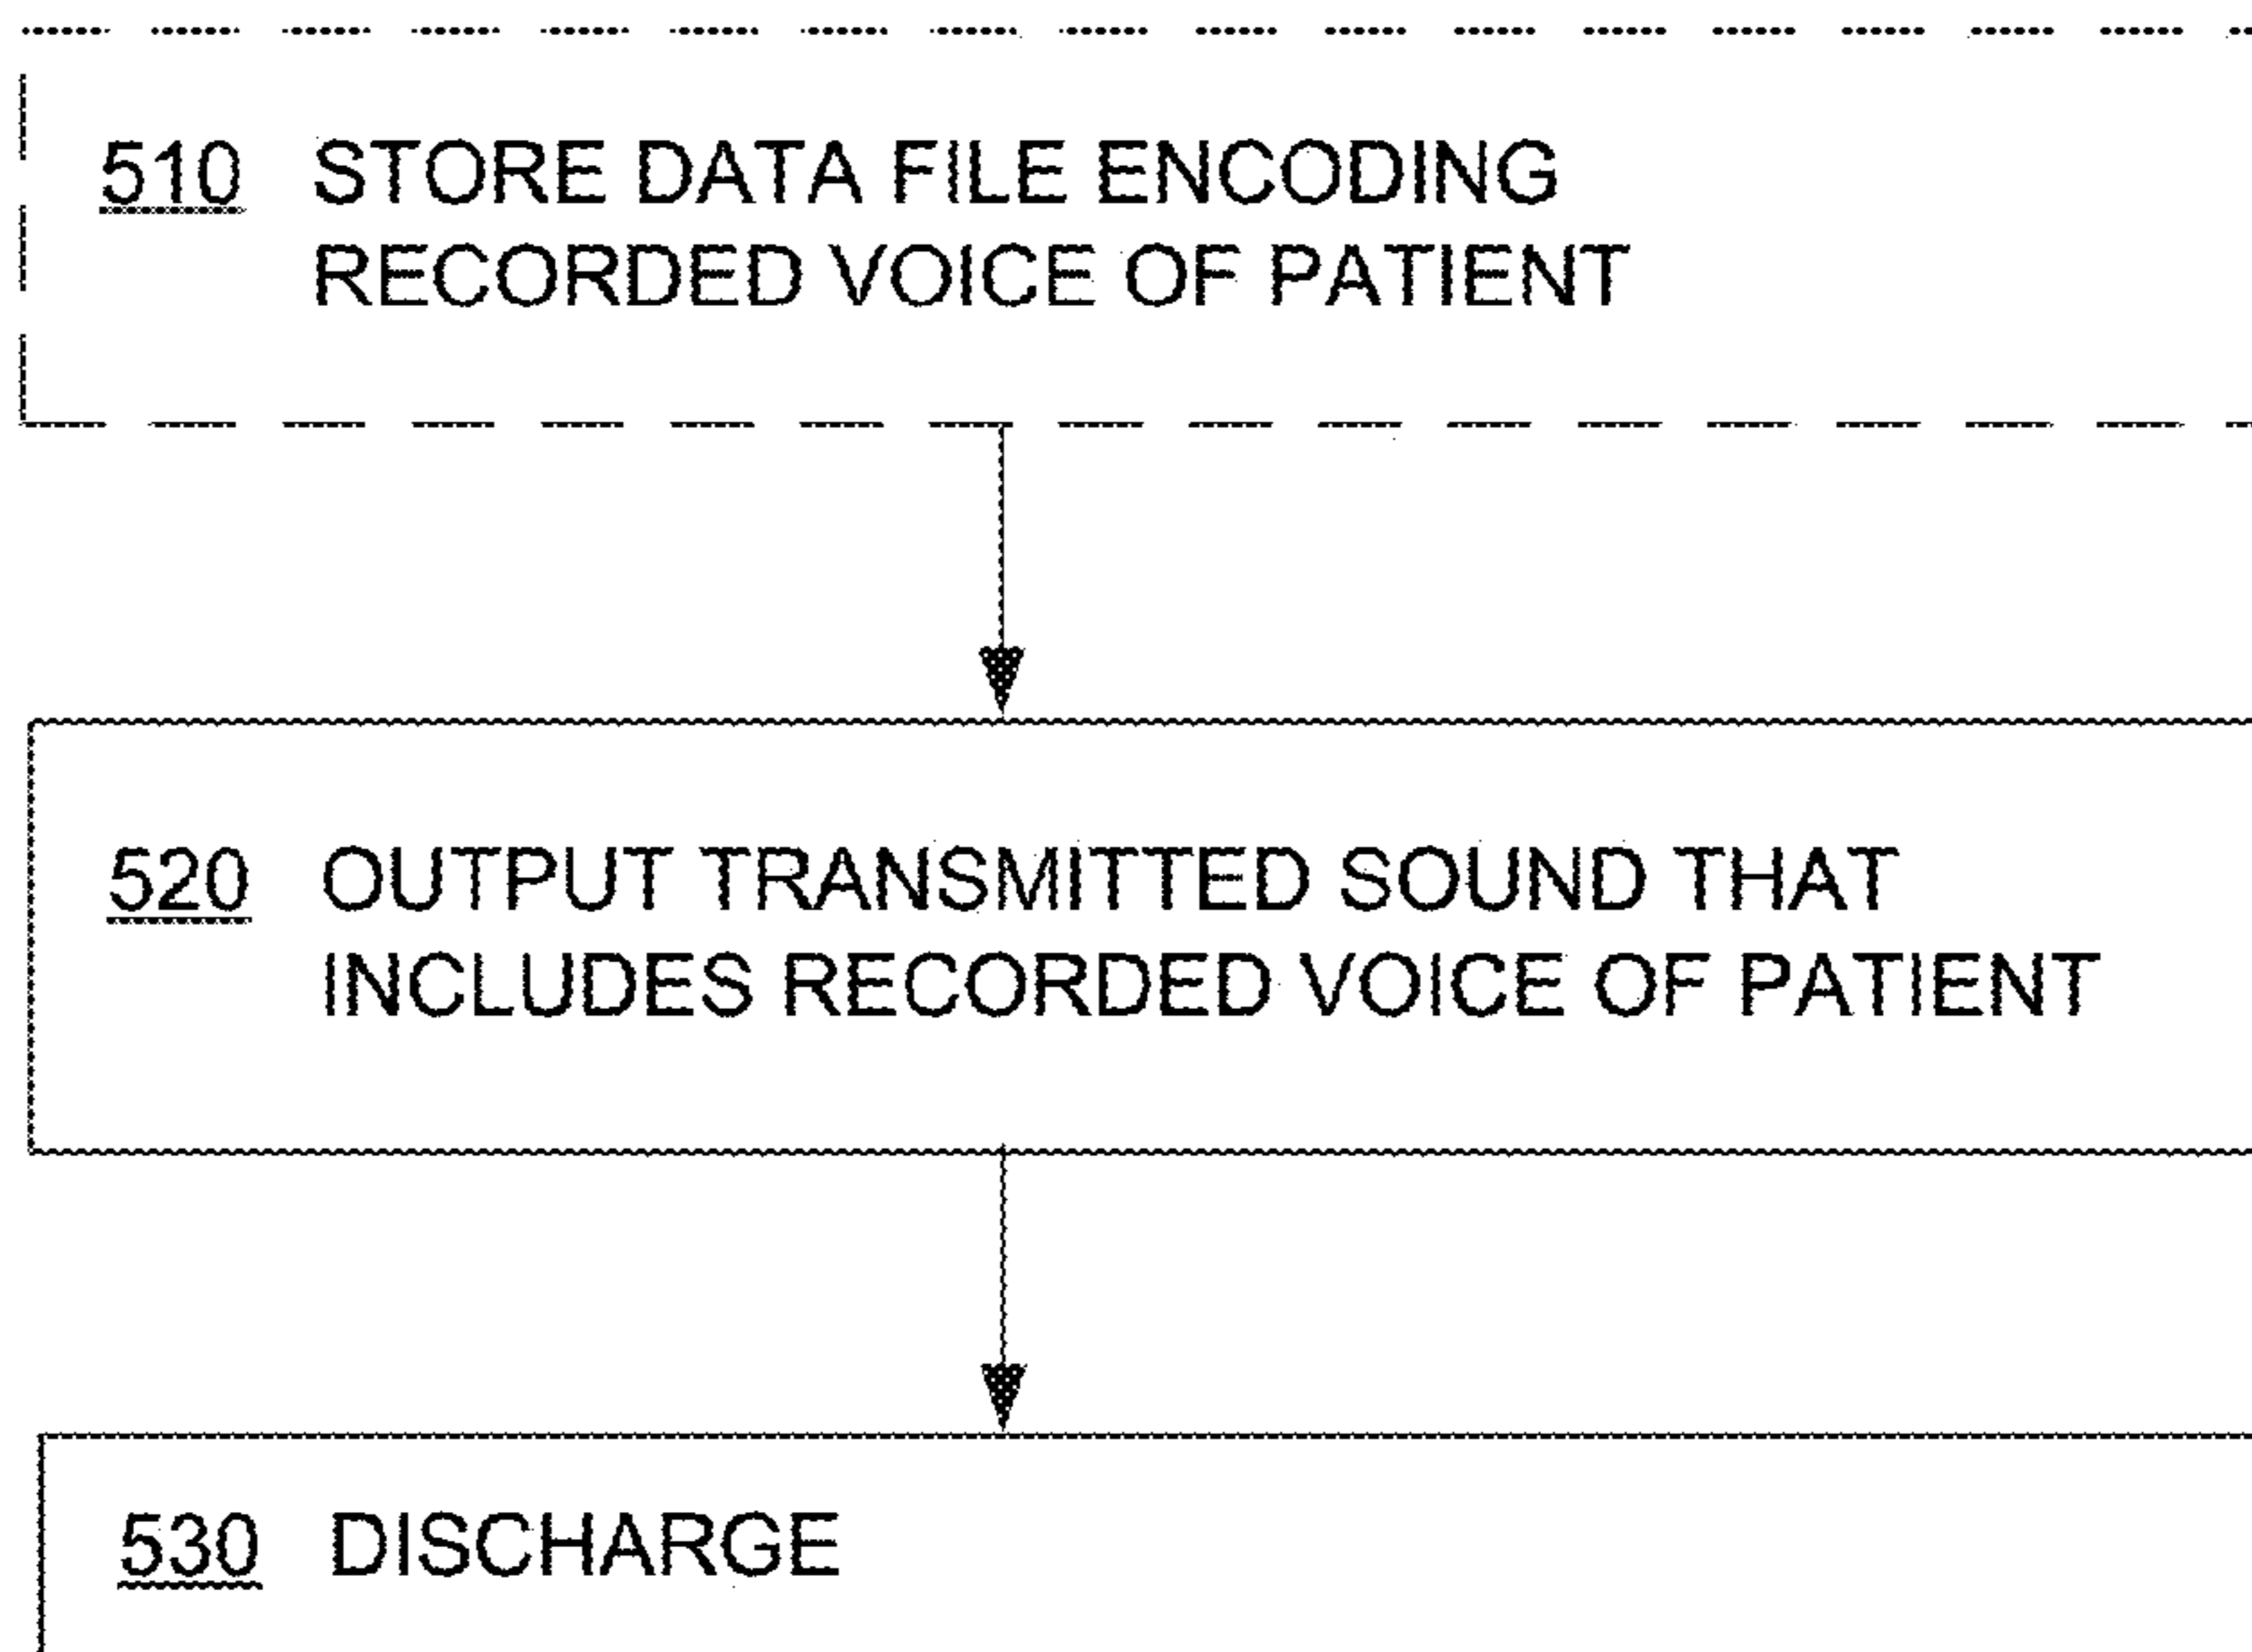 510 STORE DATA FILE ENCODING
RECORDED VOICE OF PATIENT
520 OUTPUT TRANSMITTED SOUND THAT
INCLUDES RECORDED VOICE OF PATIENT
530 DISCHARGE